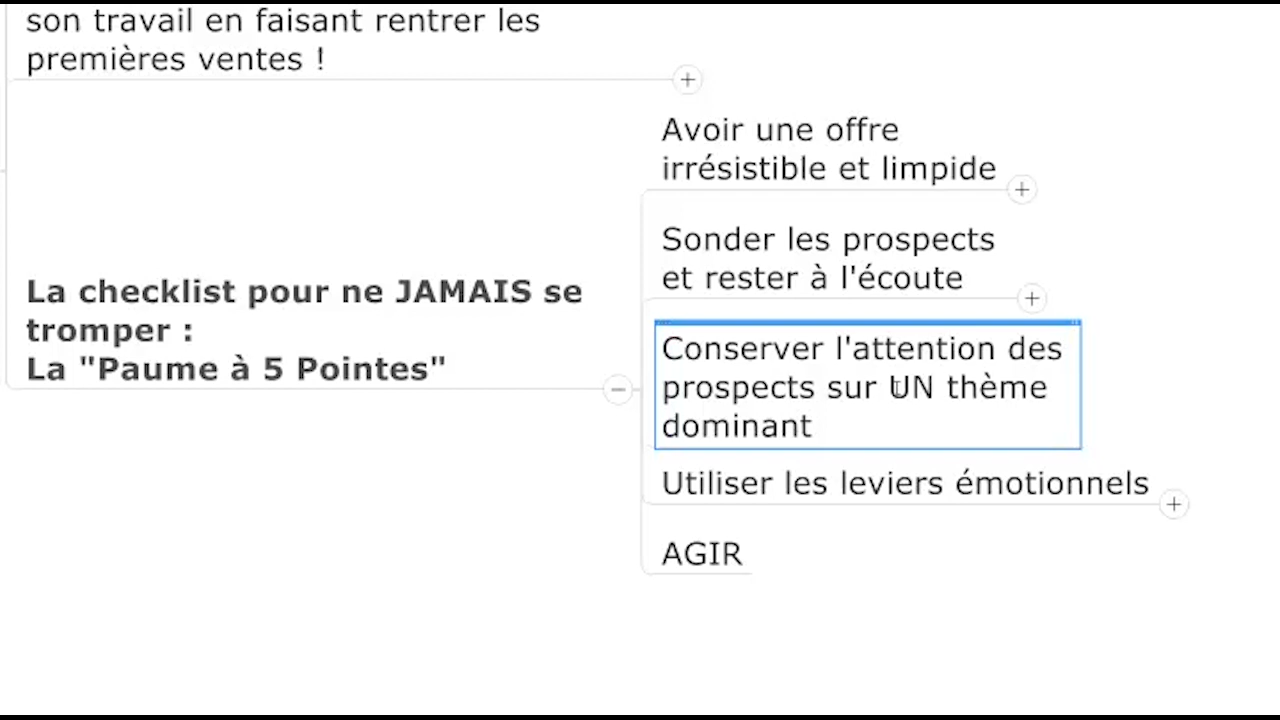 son travail en faisant rentrer les
premières ventes !
Avoir une offre
irrésistible et limpide
Sonder les prospects
et rester à l'écoute
La checklist pour ne JAMAIS se
tromper :
La "Paume à 5 Pointes"
Conserver l'attention des
prospects sur UN thème
dominant
Utiliser les leviers émotionnels
AGIR